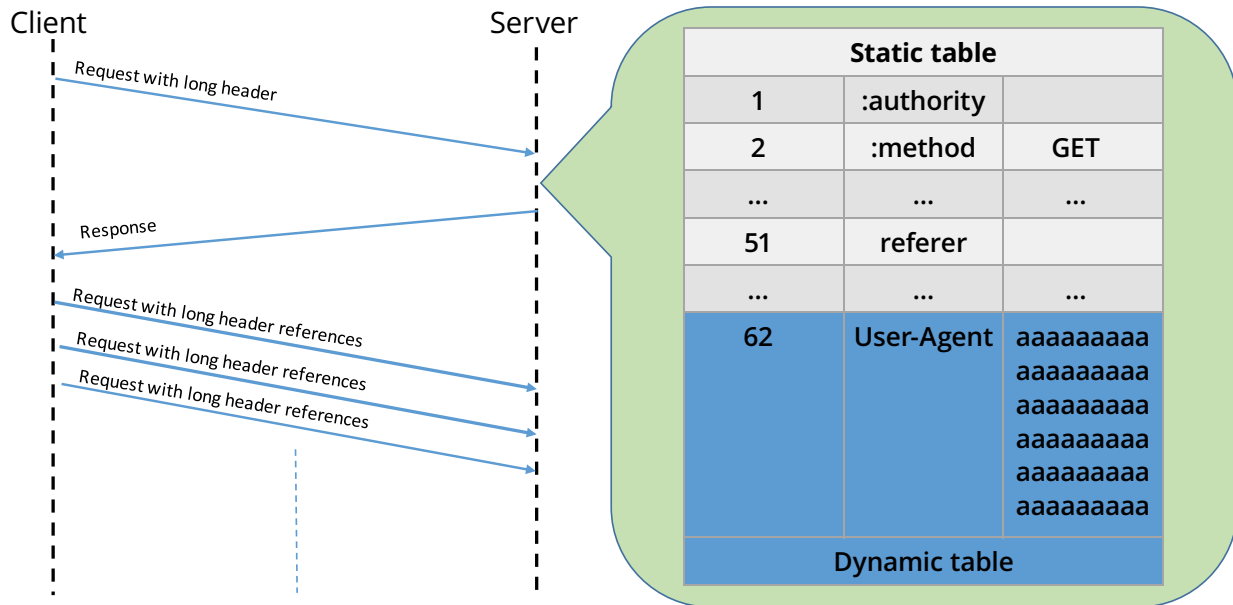 Client
Server
Request with long header
Response
Request with long header references
Request with long header references
Request with long header references
Static table
1 :authority
2 :method GET
... ... ...
51 referer
... ... ...
62 User-Agent aaaaaaaaa
aaaaaaaaa
aaaaaaaaa
aaaaaaaaa
aaaaaaaaa
aaaaaaaaa
Dynamic table